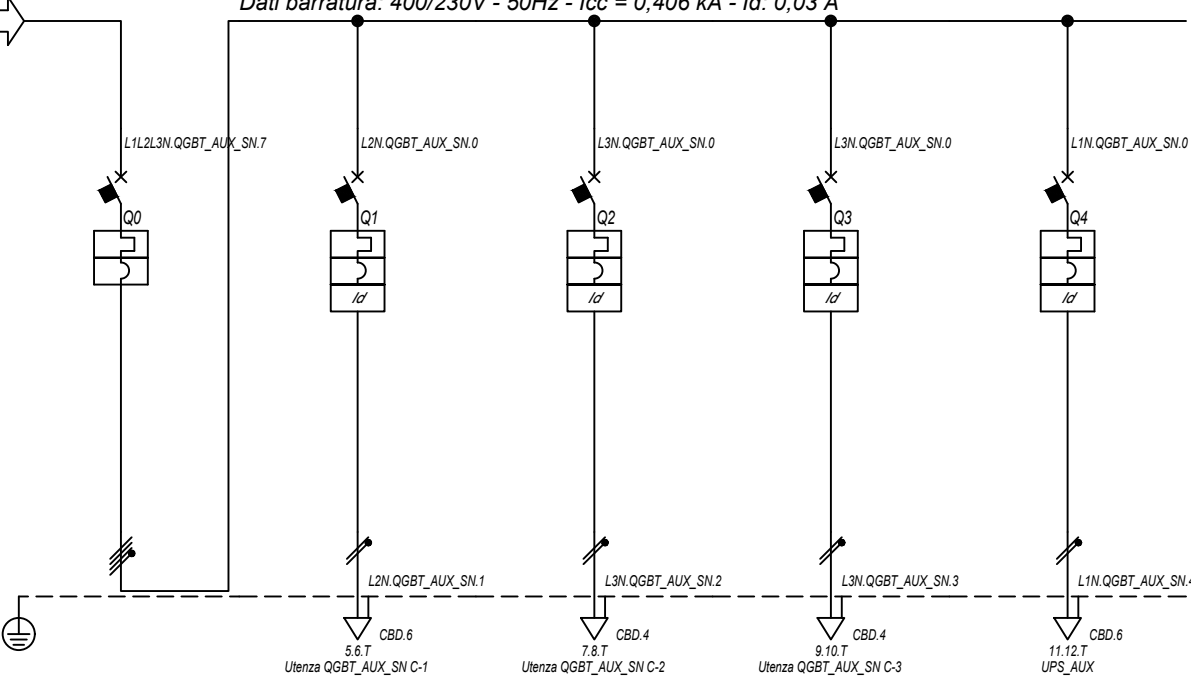 Dati barratura: 400/230V - 50Hz - Icc = 0,406 kA - Id: 0,03 A
L1L2L3N.QGBT_AUX_SN.7
L2N.QGBT_AUX_SN.0
L3N.QGBT_AUX_SN.0
L3N.QGBT_AUX_SN.0
L1N.QGBT_AUX_SN.0
Q0
Q1
Q2
Q3
Q4
Id
Id
Id
Id
L2N.QGBT_AUX_SN.1
L3N.QGBT_AUX_SN.2
L3N.QGBT_AUX_SN.3
L1N.QGBT_AUX_SN.4
CBD.6
CBD.4
CBD.4
CBD.6
5.6.T
7.8.T
9.10.T
11.12.T
Utenza QGBT_AUX_SN C-1
Utenza QGBT_AUX_SN C-2
Utenza QGBT_AUX_SN C-3
UPS_AUX